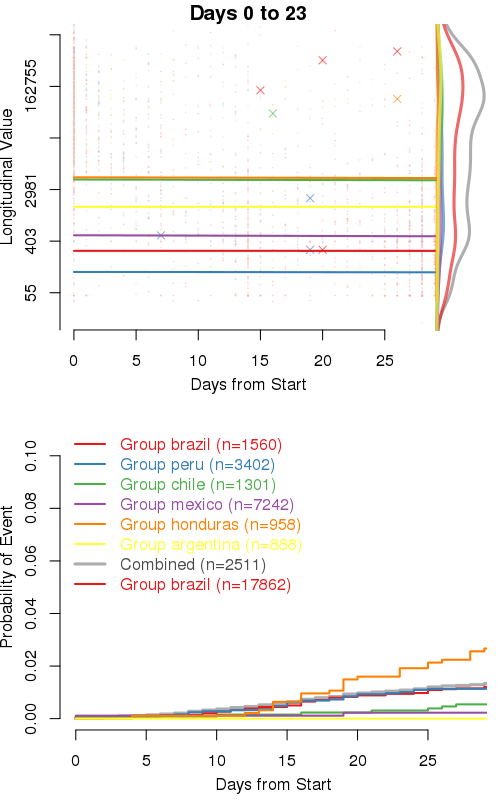 Days 0 to 23
Longitudinal Value
162755
2981
403
55
0 5 10 15 20 25
Days from Start
Group brazil (n=1560)
Group peru (n=3402)
Group chile (n=1301)
Group mexico (n=7242)
Group honduras (n=958)
Group argentina (n=888)
Combined (n=2511)
Group brazil (n=17862)
Probability of Event
0.10
0.08
0.06
0.04
0.02
0.00
0 5 10 15 20 25
Days from Start